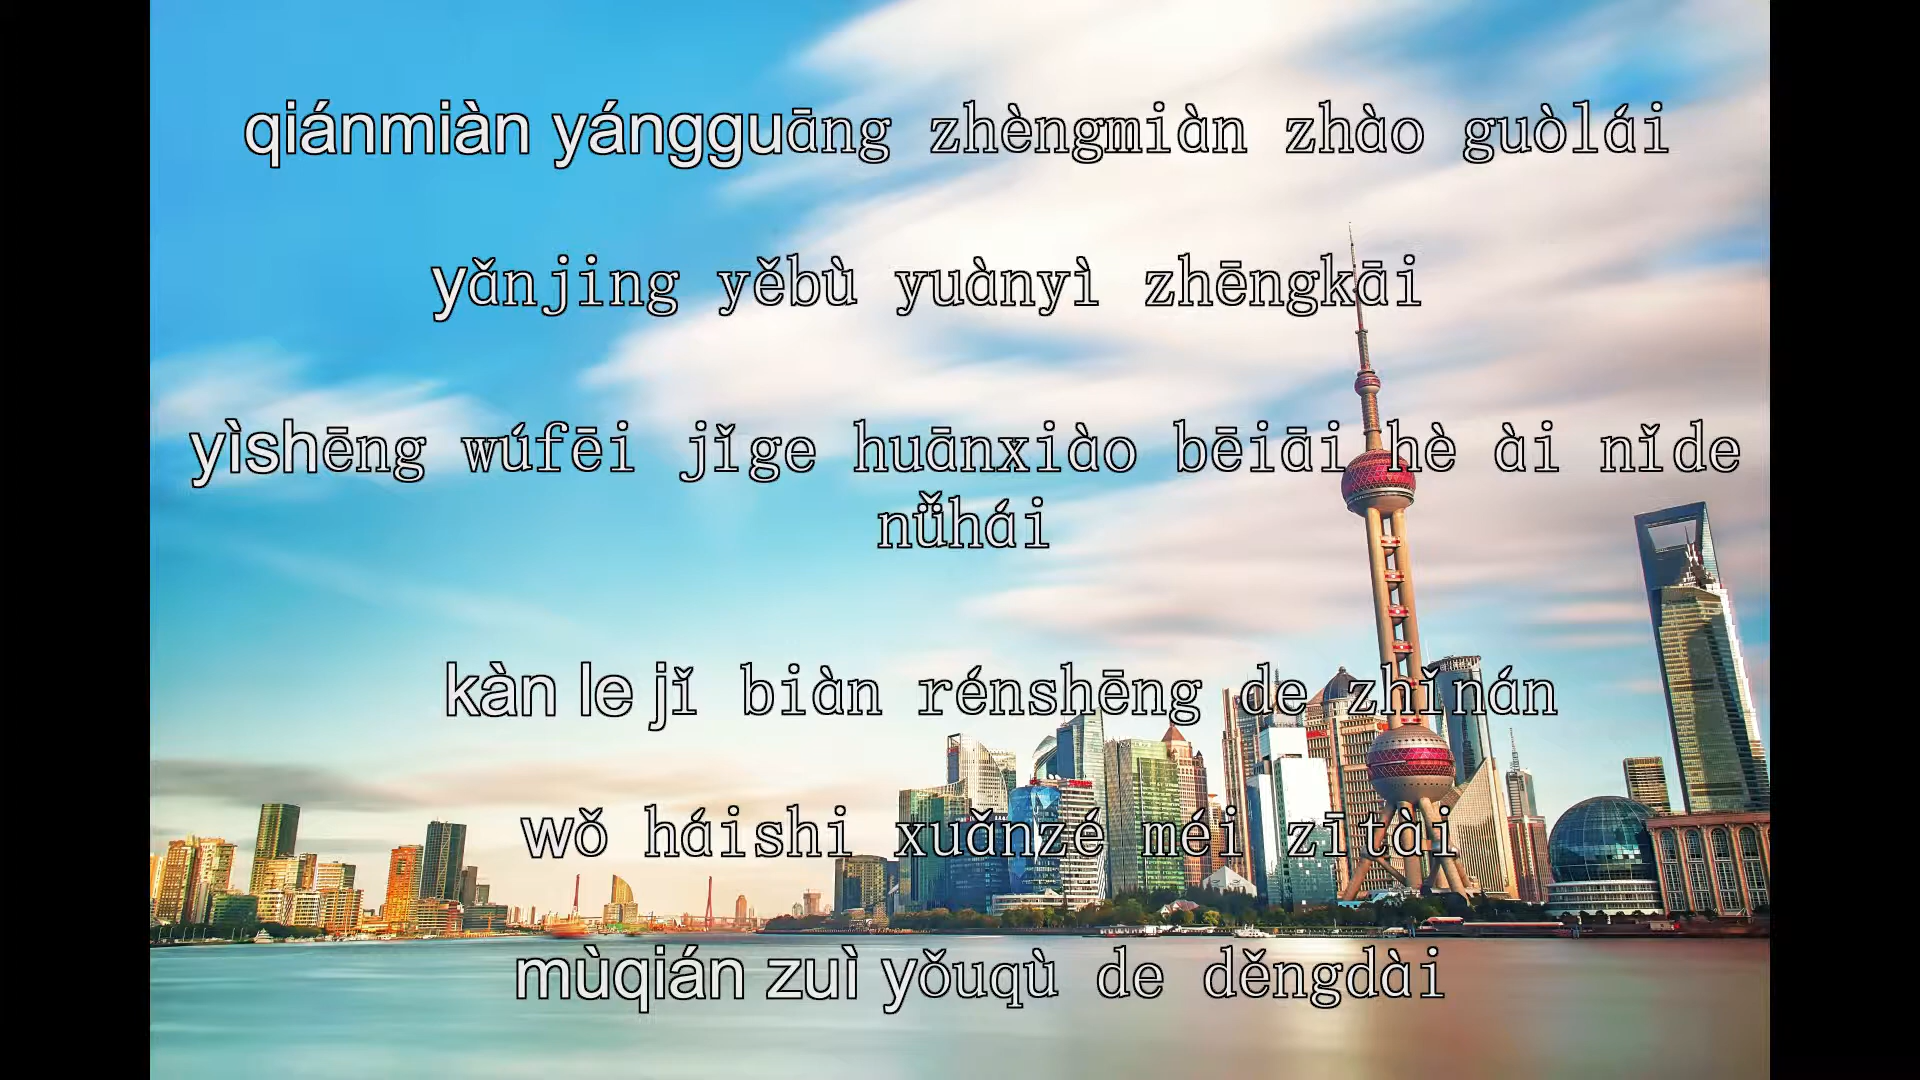 qiánmiàn yángguāng zhèngmiàn zhào guòlái
yǎnjing yěbù yuànyì zhēngkāi
yìshēng wúfēi jǐge huānxiào bēiāi hè ài nǐde
nǚhái
kàn le jǐ biàn rénshēng de zhǐnán
wǒ háishi xuǎnzé méi zītài
mùqián zuì yǒuqù de děngdài